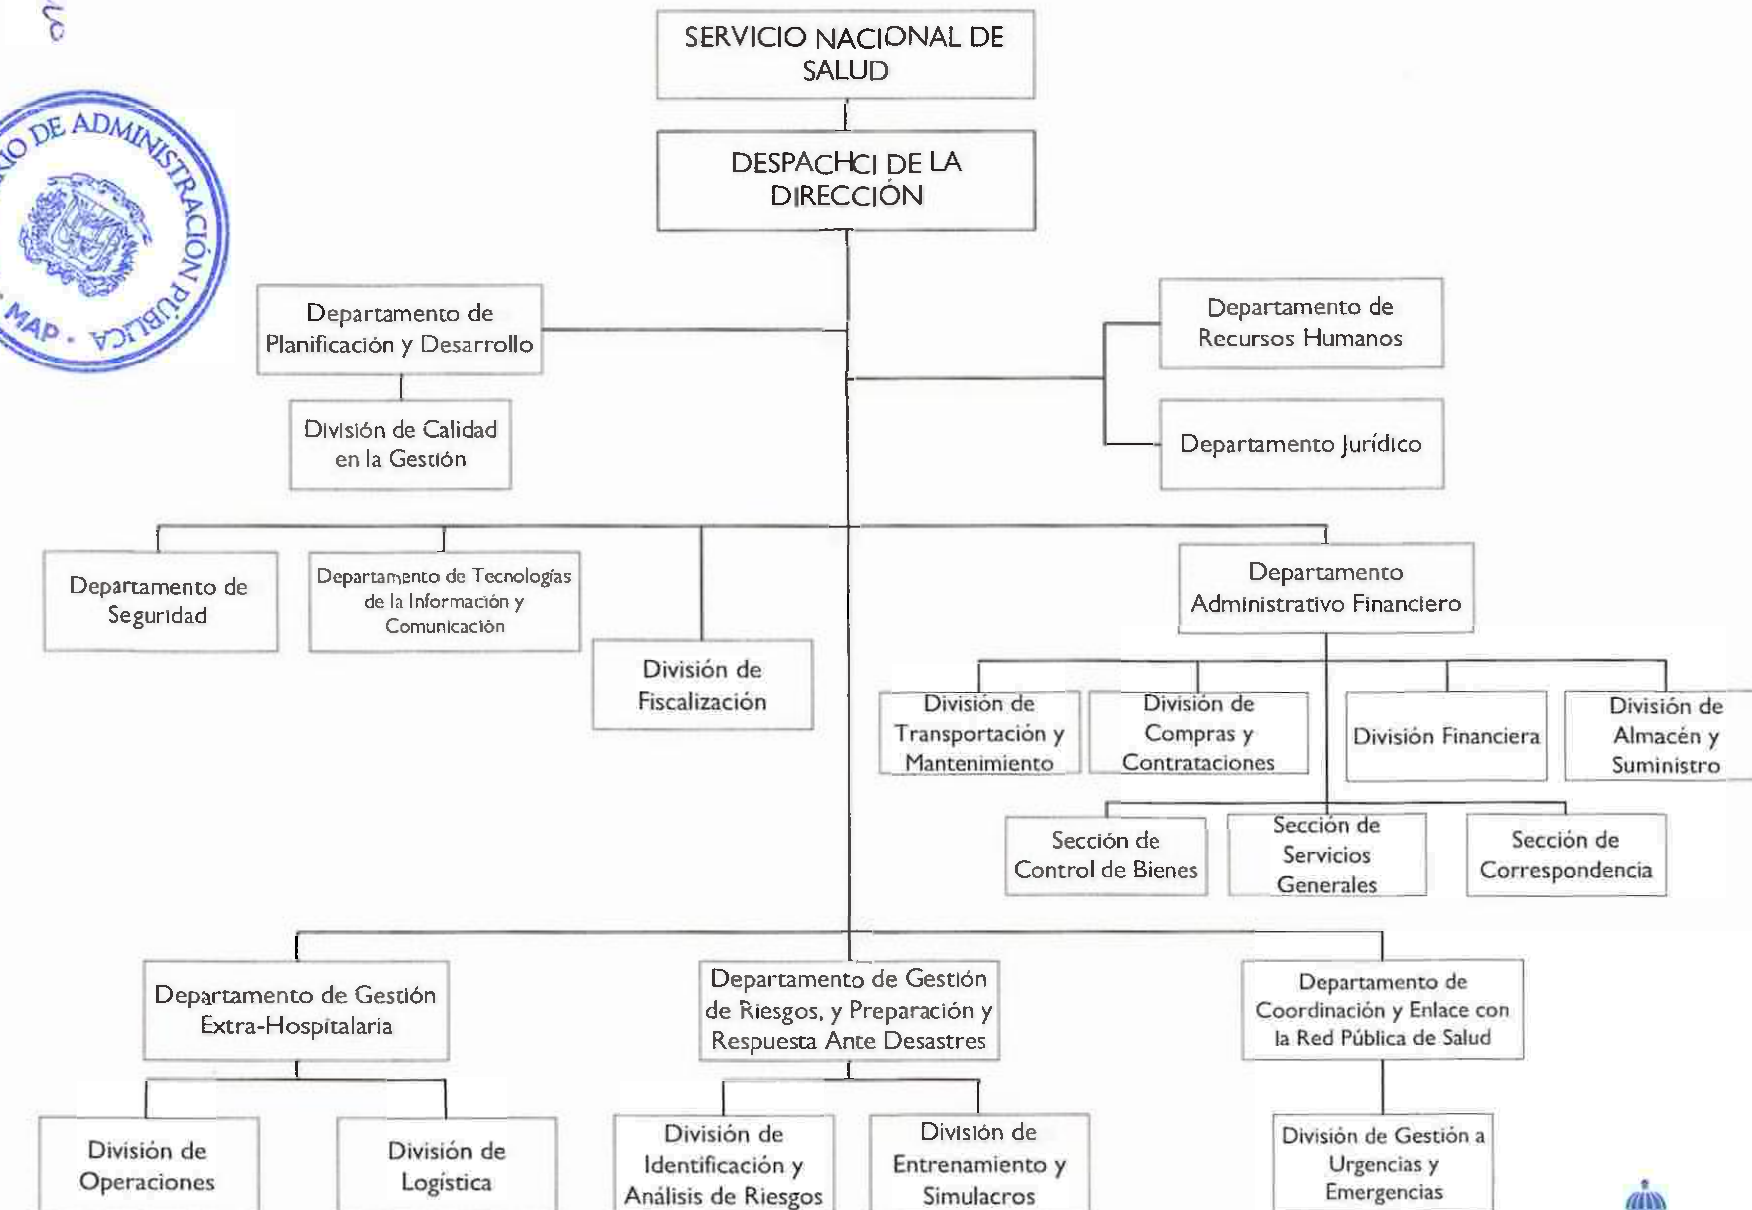 SERVICIO NACIONAL DE
SALUD
DESPACHCI DE LA
DIRECCIÓN
DE ADMINISTRACIÓN PÚBLICA
· MAP ·
Departamento de
Planificación y Desarrollo
División de Calidad
en la Gestión
Departamento de
Recursos Humanos
Departamento Jurídico
Departamento de
Seguridad
Departamento de Tecnologías
de la Información y
Comunicación
División de
Fiscalización
Departamento
Administrativo Financiero
División de
Transportación y
Mantenimiento
División de
Compras y
Contrataciones
División Financiera
División de
Almacén y
Suministro
Sección de
Control de Bienes
Sección de
Servicios
Generales
Sección de
Correspondencia
Departamento de Gestión
Extra-Hospitalaria
Departamento de Gestión
de Riesgos, y Preparación y
Respuesta Ante Desastres
Departamento de
Coordinación y Enlace con
la Red Pública de Salud
División de
Operaciones
División de
Logística
División de
Identificación y
Análisis de Riesgos
División de
Entrenamiento y
Simulacros
División de Gestión a
Urgencias y
Emergencias